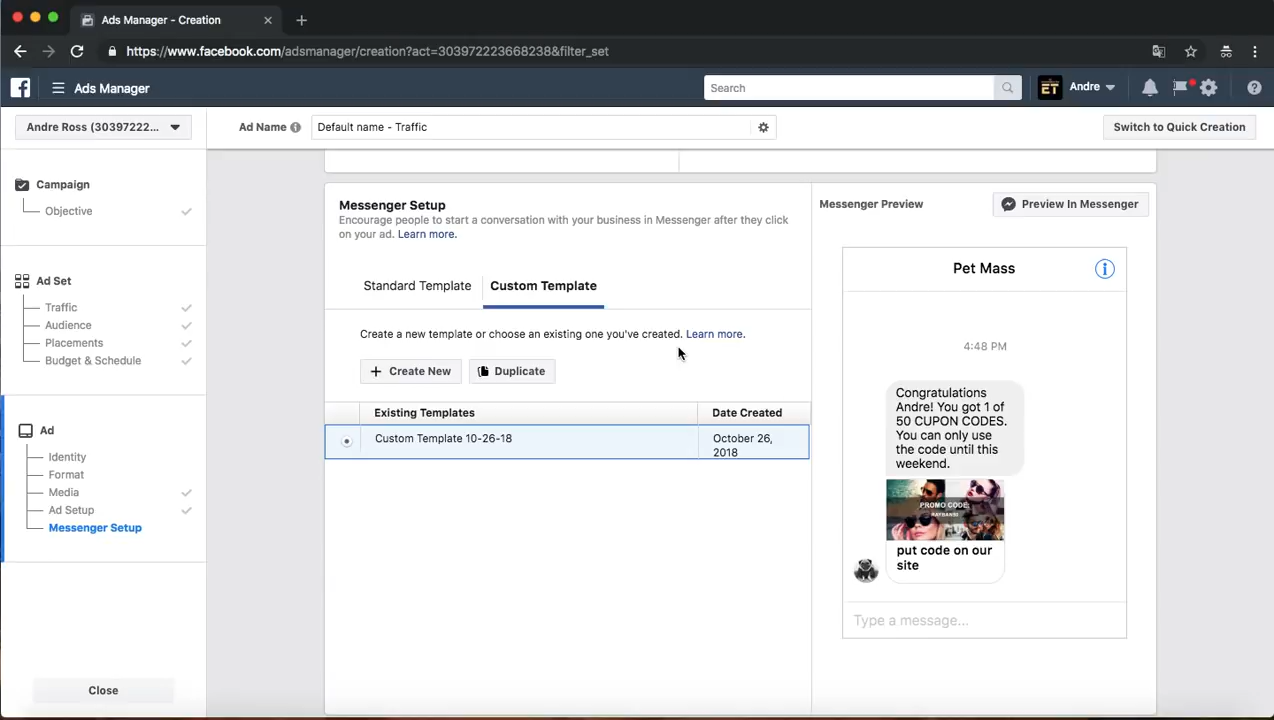 Ads Manager - Creation
https://www.facebook.com/adsmanager/creation?act=303972223668238&filter_set
Ads Manager
Search
ET
Andre
Andre Ross (30397222...
Ad Name
Default name - Traffic
Switch to Quick Creation
Campaign
Objective
Ad Set
Traffic
Audience
Placements
Budget & Schedule
Ad
Identity
Format
Media
Ad Setup
Messenger Setup
Close
Messenger Setup
Encourage people to start a conversation with your business in Messenger after they click
on your ad. Learn more.
Standard Template
Custom Template
Create a new template or choose an existing one you've created. Learn more.
+ Create New
Duplicate
Existing Templates
Date Created
Custom Template 10-26-18
October 26,
2018
Messenger Preview
Preview In Messenger
Pet Mass
4:48 PM
Congratulations
Andre! You got 1 of
50 CUPON CODES.
You can only use
the code until this
weekend.
PROMO CODE:
put code on our
site
Type a message...